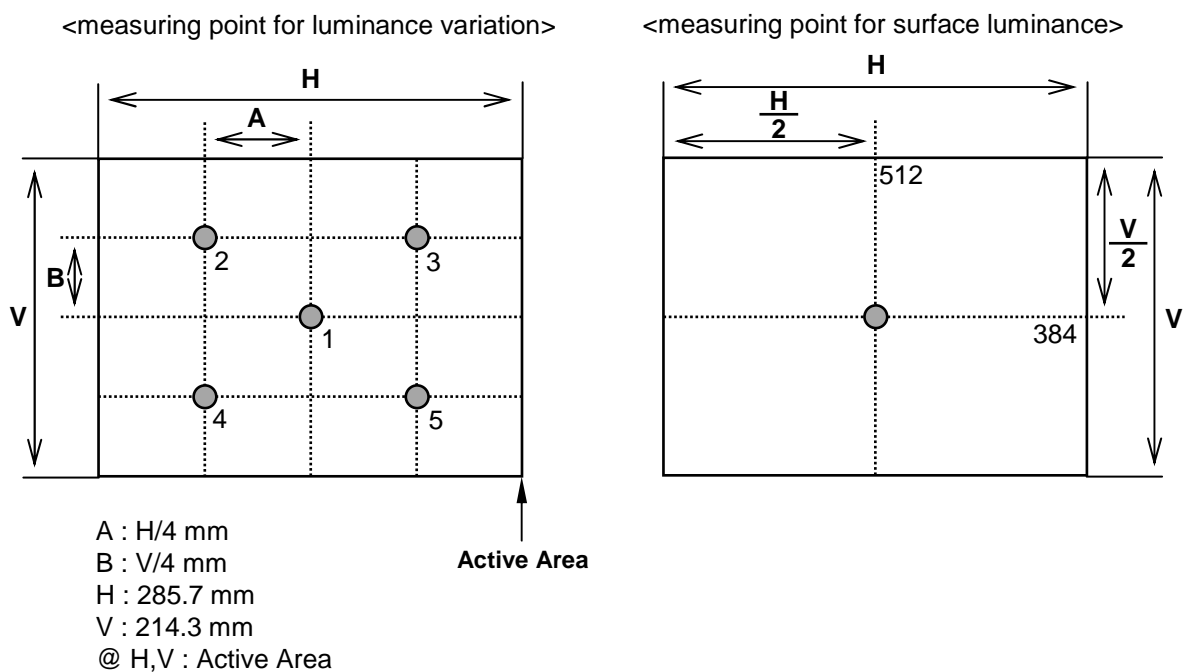 <measuring point for luminance variation>
H
A
B
V
2
3
1
4
5
A : H/4 mm
B : V/4 mm
H : 285.7 mm
V : 214.3 mm
@ H,V : Active Area
Active Area
<measuring point for surface luminance>
H
H
2
512
V
2
V
384